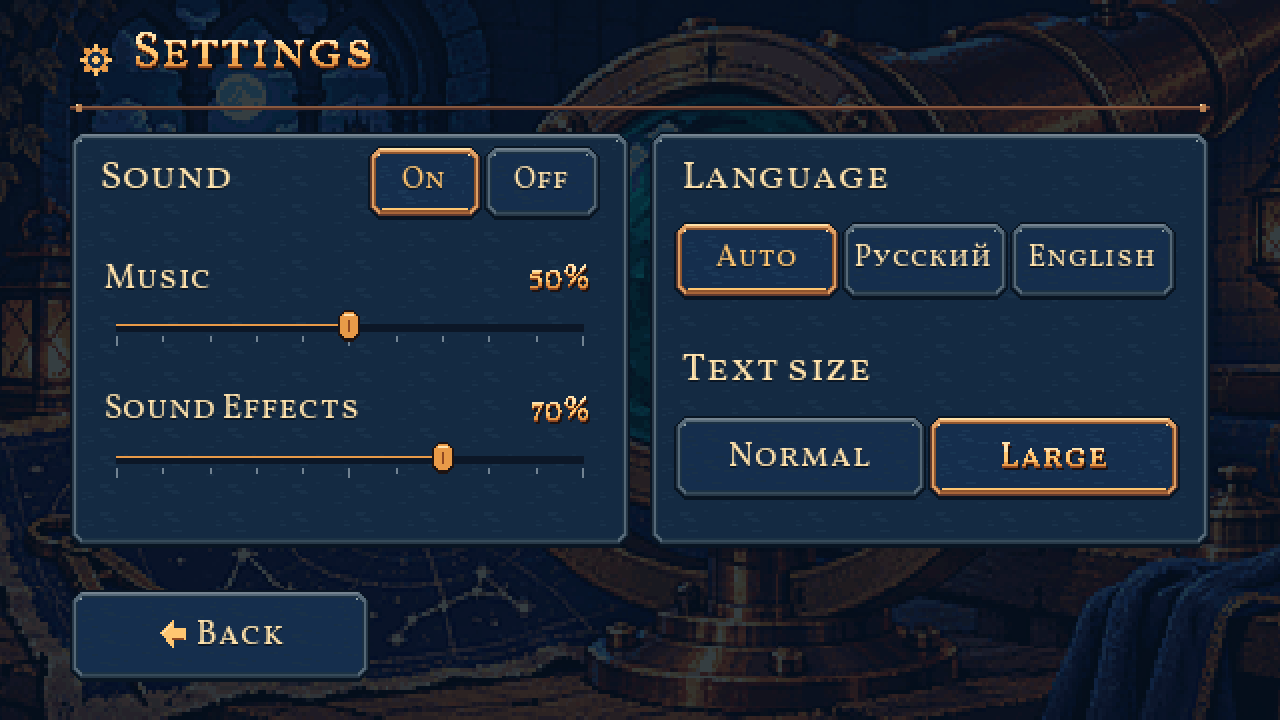 Settings
Sound
On
Off
Music
50%
Sound Effects
70%
Language
Auto
Русский
English
Text size
Normal
Large
Back